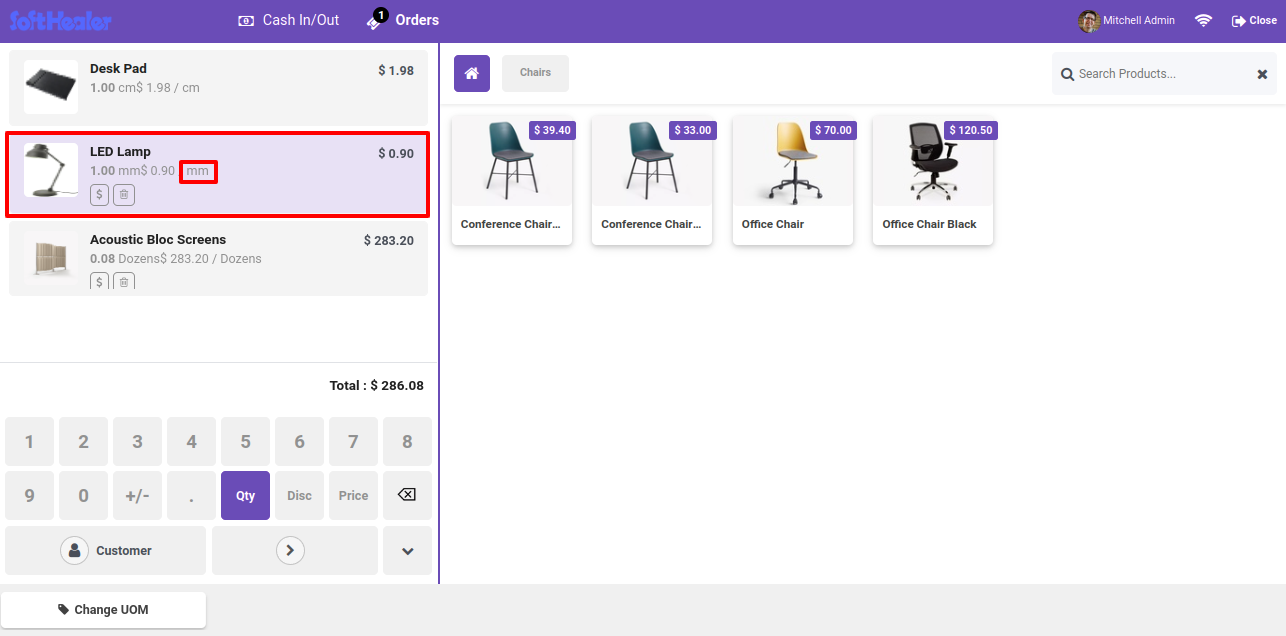 SoftHealer
Cash In/Out
1
Orders
Mitchell Admin
Close
Desk Pad
$ 1.98
1.00 cm$ 1.98 / cm
LED Lamp
$ 0.90
1.00 mm$ 0.90 mm
$
Acoustic Bloc Screens
$ 283.20
0.08 Dozens$ 283.20 / Dozens
$
Total : $ 286.08
1 2 3 4 5 6 7 8
9 0 +/- . Qty Disc Price
Customer
Change UOM
Chairs
Search Products...
$ 39.40
Conference Chair...
$ 33.00
Conference Chair...
$ 70.00
Office Chair
$ 120.50
Office Chair Black